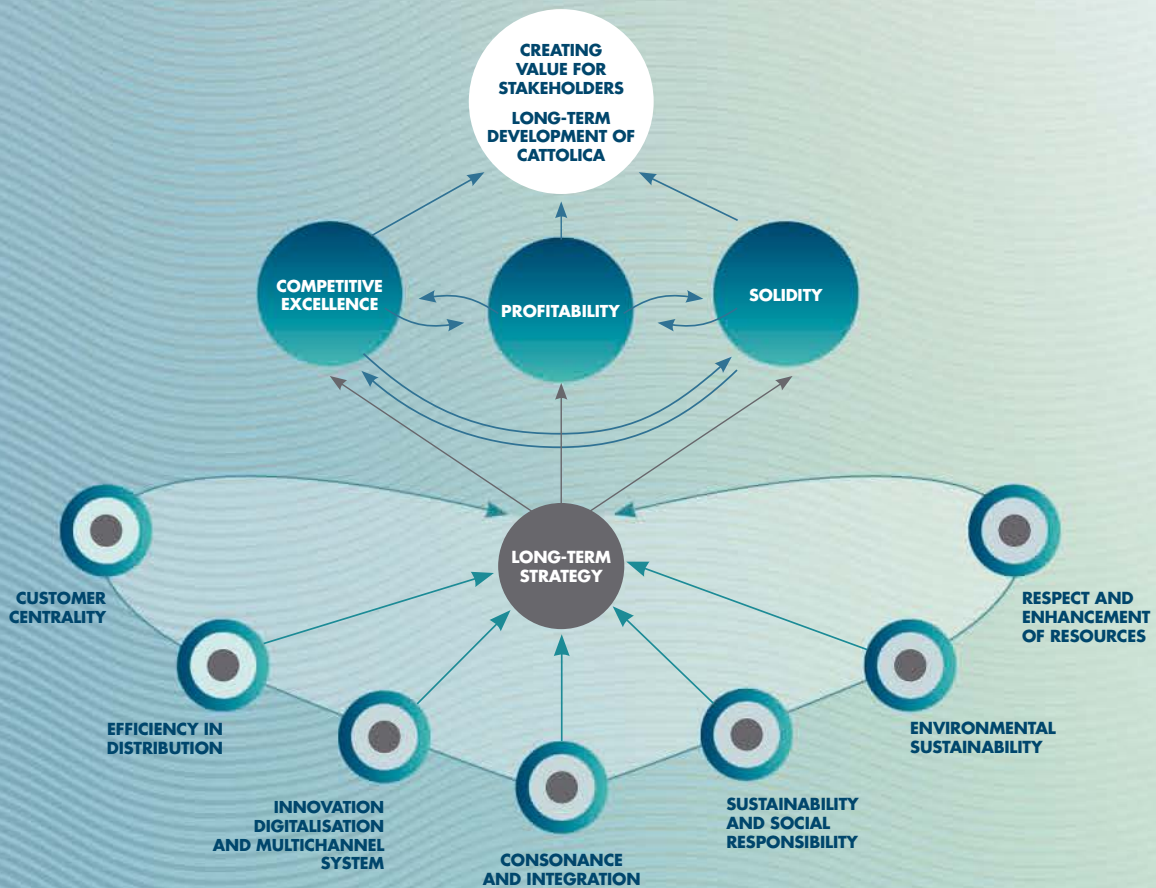 CREATING
VALUE FOR
STAKEHOLDERS
LONG-TERM
DEVELOPMENT OF
CATTOLICA
COMPETITIVE
EXCELLENCE
PROFITABILITY
SOLIDITY
LONG-TERM
STRATEGY
CUSTOMER
CENTRALITY
RESPECT AND
ENHANCEMENT
OF RESOURCES
EFFICIENCY IN
DISTRIBUTION
ENVIRONMENTAL
SUSTAINABILITY
INNOVATION
DIGITALISATION
AND MULTICHANNEL
SYSTEM
SUSTAINABILITY
AND SOCIAL
RESPONSIBILITY
CONSONANCE
AND INTEGRATION